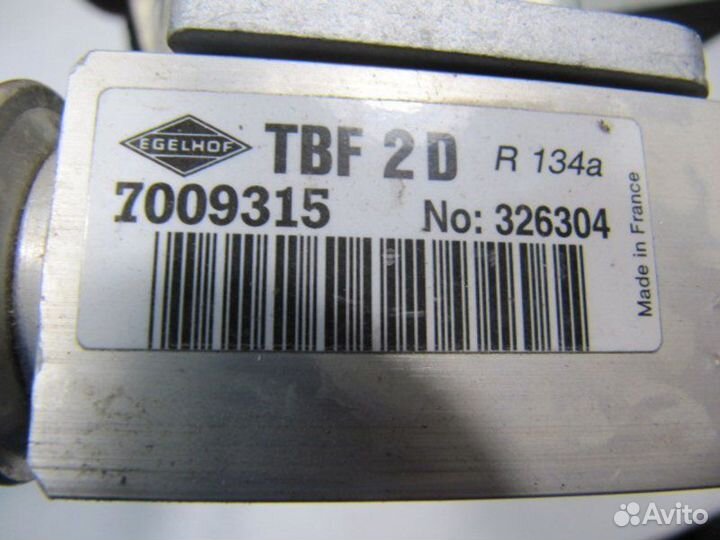 EGELHOF TBF 2 D R 134a
7009315 No: 326304
Made in France
Avito